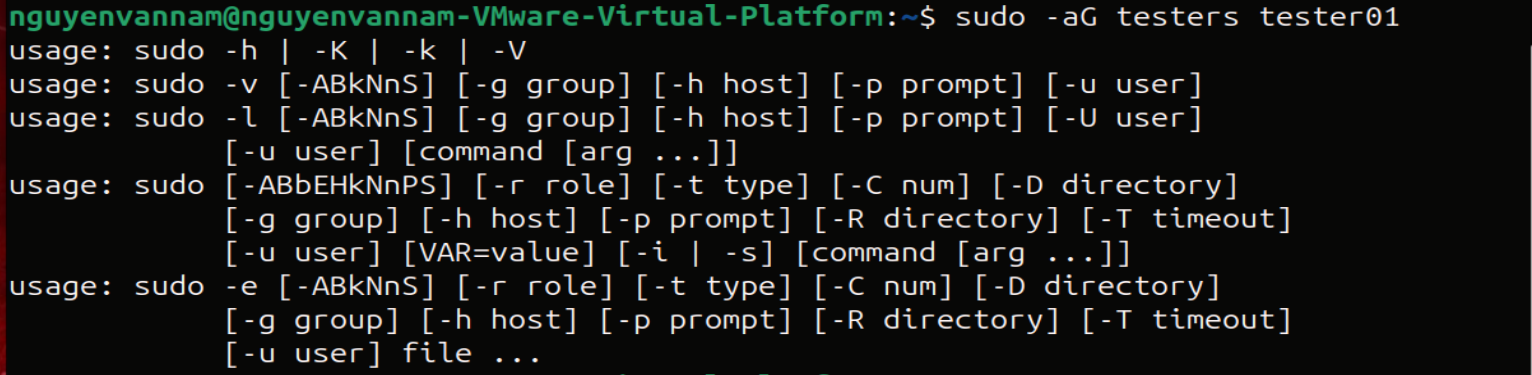 nguyenvannam@nguyenvannam-VMware-Virtual-Platform:~$ sudo -aG testers tester01
usage: sudo -h | -K | -k | -V
usage: sudo -v [-ABkNnS] [-g group] [-h host] [-p prompt] [-u user]
usage: sudo -l [-ABkNnS] [-g group] [-h host] [-p prompt] [-U user]
[-u user] [command [arg ...]]
usage: sudo [-ABbEHkNnPS] [-r role] [-t type] [-C num] [-D directory]
[-g group] [-h host] [-p prompt] [-R directory] [-T timeout]
[-u user] [VAR=value] [-i | -s] [command [arg ...]]
usage: sudo -e [-ABkNnS] [-r role] [-t type] [-C num] [-D directory]
[-g group] [-h host] [-p prompt] [-R directory] [-T timeout]
[-u user] file ...